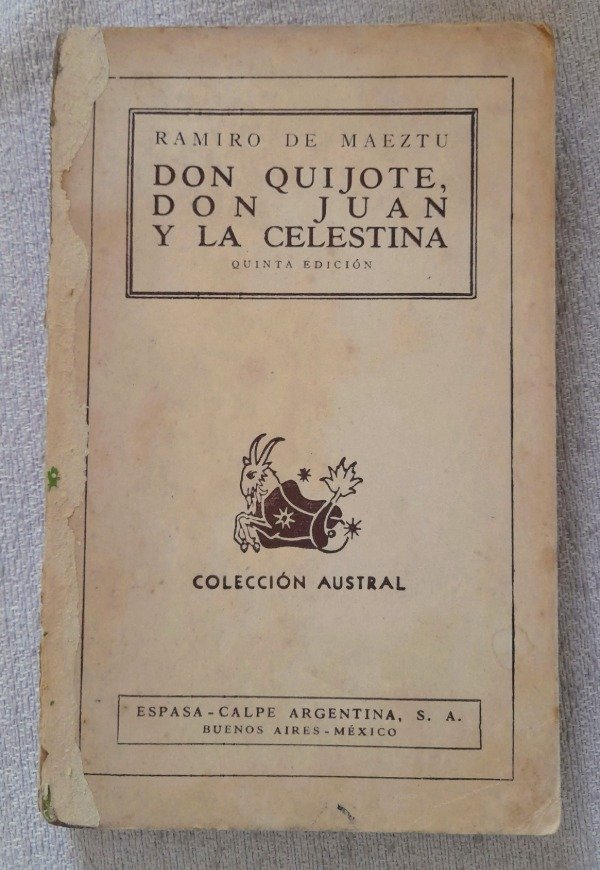 RAMIRO DE MAEZTU
DON QUIJOTE,
DON JUAN
Y LA CELESTINA
QUINTA EDICIÓN
COLECCIÓN AUSTRAL
ESPASA - CALPE ARGENTINA, S. A.
BUENOS AIRES - MÉXICO